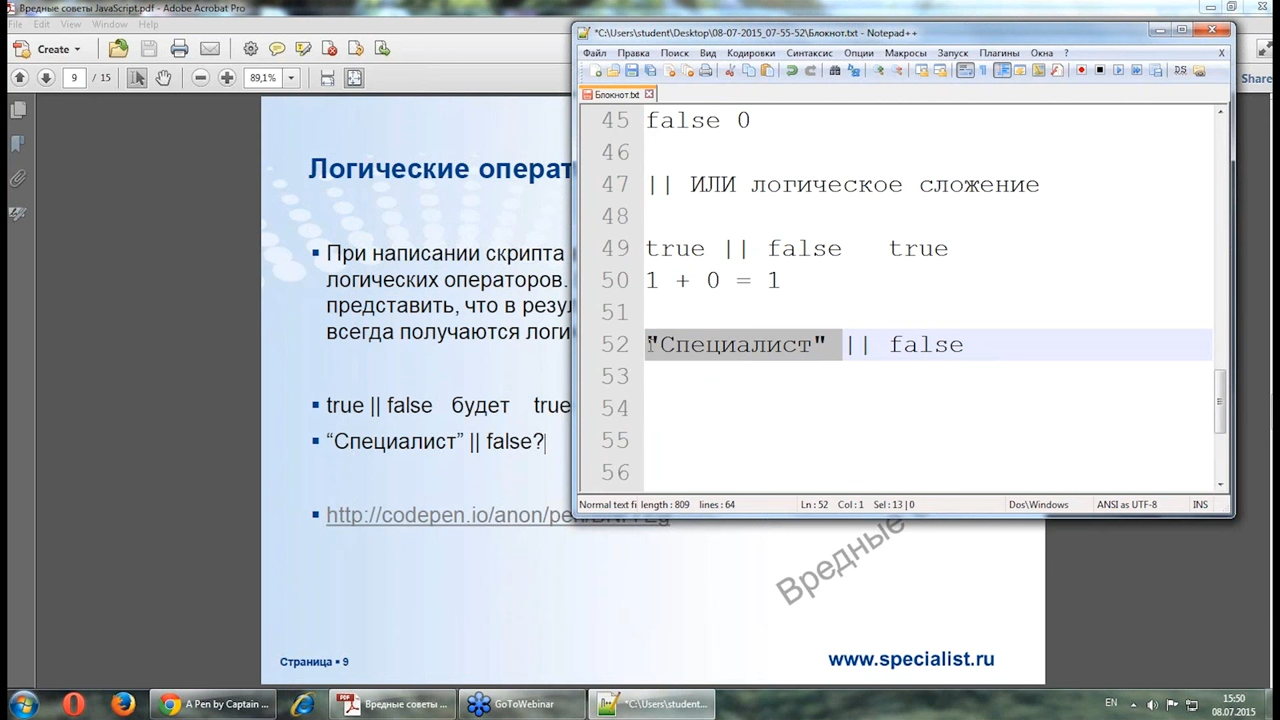 Вредные советы JavaScript.pdf - Adobe Acrobat Pro
File Edit View Window Help
Create
9 / 15
89,1%
Share
Логические операт
При написании скрипта
логических операторов.
представить, что в резул
всегда получаются логи
true || false будет true
“Специалист” || false?
http://codepen.io/anon/pen/
Вредные
Страница ▪ 9
www.specialist.ru
*C:\Users\student\Desktop\08-07-2015_07-55-52\Блокнот.txt - Notepad++
Файл Правка Поиск Вид Кодировки Синтаксис Опции Макросы Запуск Плагины Окна ? X
Блокнот.txt
45 false 0
46
47 || ИЛИ логическое сложение
48
49 true || false true
50 1 + 0 = 1
51
52 "Специалист" || false
53
54
55
56
Normal text fi length : 809 lines : 64 Ln : 52 Col : 1 Sel : 13 | 0 Dos\Windows ANSI as UTF-8 INS
A Pen by Captain ...
Вредные советы ...
GoToWebinar
*C:\Users\student...
EN
15:50
08.07.2015